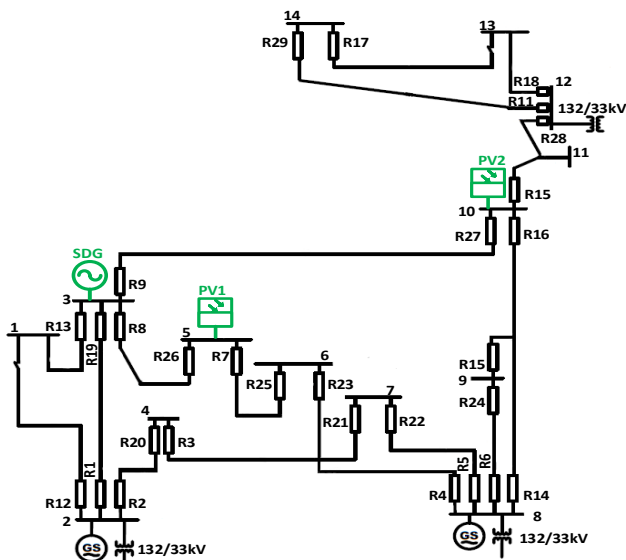 14
13
R29
R17
R18
12
R11
132/33kV
R28
11
PV2
R15
10
R27
R16
SDG
R9
3
PV1
1
R13
R19
R8
5
R26
R7
6
R15
9
R25
R23
7
R24
4
R21
R22
R20
R3
R1
R5
R6
R12
R2
R4
R14
2
8
GS
132/33kV
GS
132/33kV